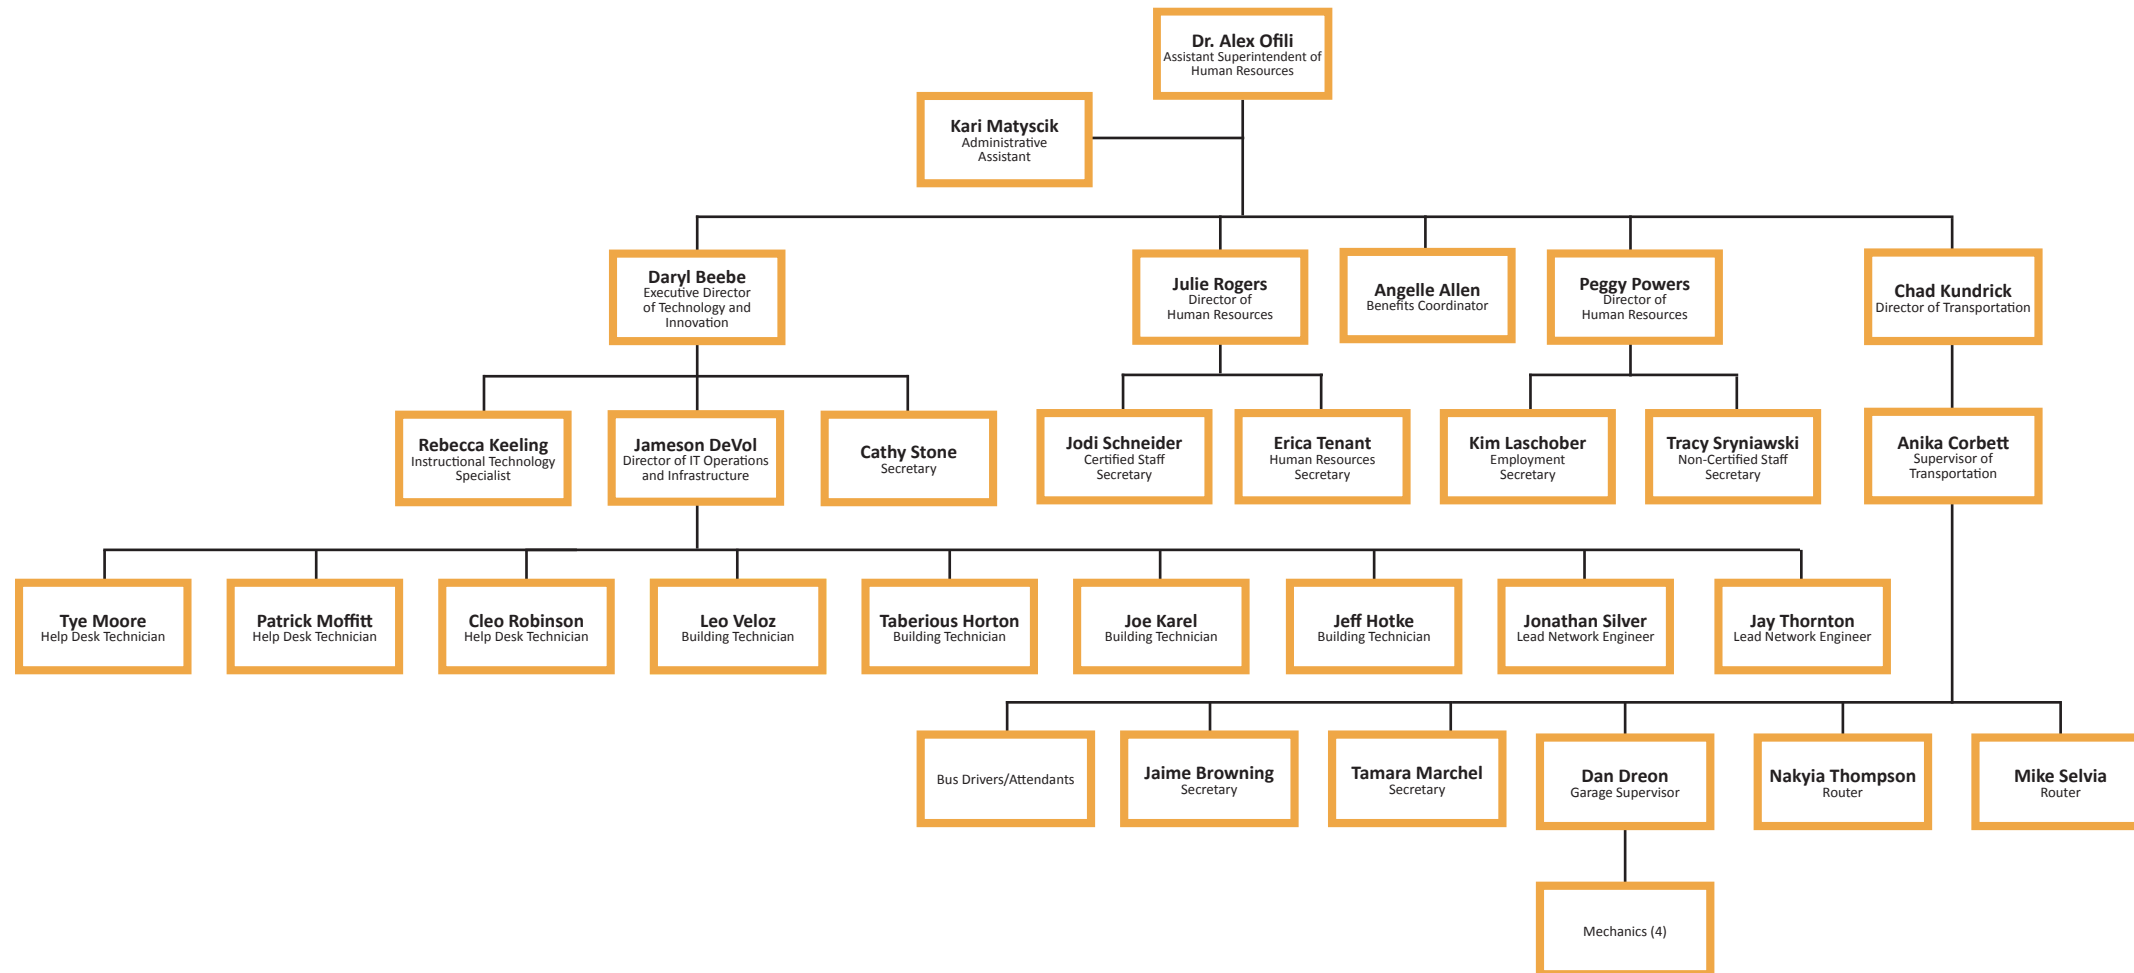 Dr. Alex Ofili
Assistant Superintendent of
Human Resources
Kari Matyscik
Administrative
Assistant
Daryl Beebe
Executive Director
of Technology and
Innovation
Julie Rogers
Director of
Human Resources
Angelle Allen
Benefits Coordinator
Peggy Powers
Director of
Human Resources
Chad Kundrick
Director of Transportation
Rebecca Keeling
Instructional Technology
Specialist
Jameson DeVol
Director of IT Operations
and Infrastructure
Cathy Stone
Secretary
Jodi Schneider
Certified Staff
Secretary
Erica Tenant
Human Resources
Secretary
Kim Laschober
Employment
Secretary
Tracy Sryniawski
Non-Certified Staff
Secretary
Anika Corbett
Supervisor of
Transportation
Tye Moore
Help Desk Technician
Patrick Moffitt
Help Desk Technician
Cleo Robinson
Help Desk Technician
Leo Veloz
Building Technician
Taberious Horton
Building Technician
Joe Karel
Building Technician
Jeff Hotke
Building Technician
Jonathan Silver
Lead Network Engineer
Jay Thornton
Lead Network Engineer
Bus Drivers/Attendants
Jaime Browning
Secretary
Tamara Marchel
Secretary
Dan Dreon
Garage Supervisor
Nakyia Thompson
Router
Mike Selvia
Router
Mechanics (4)